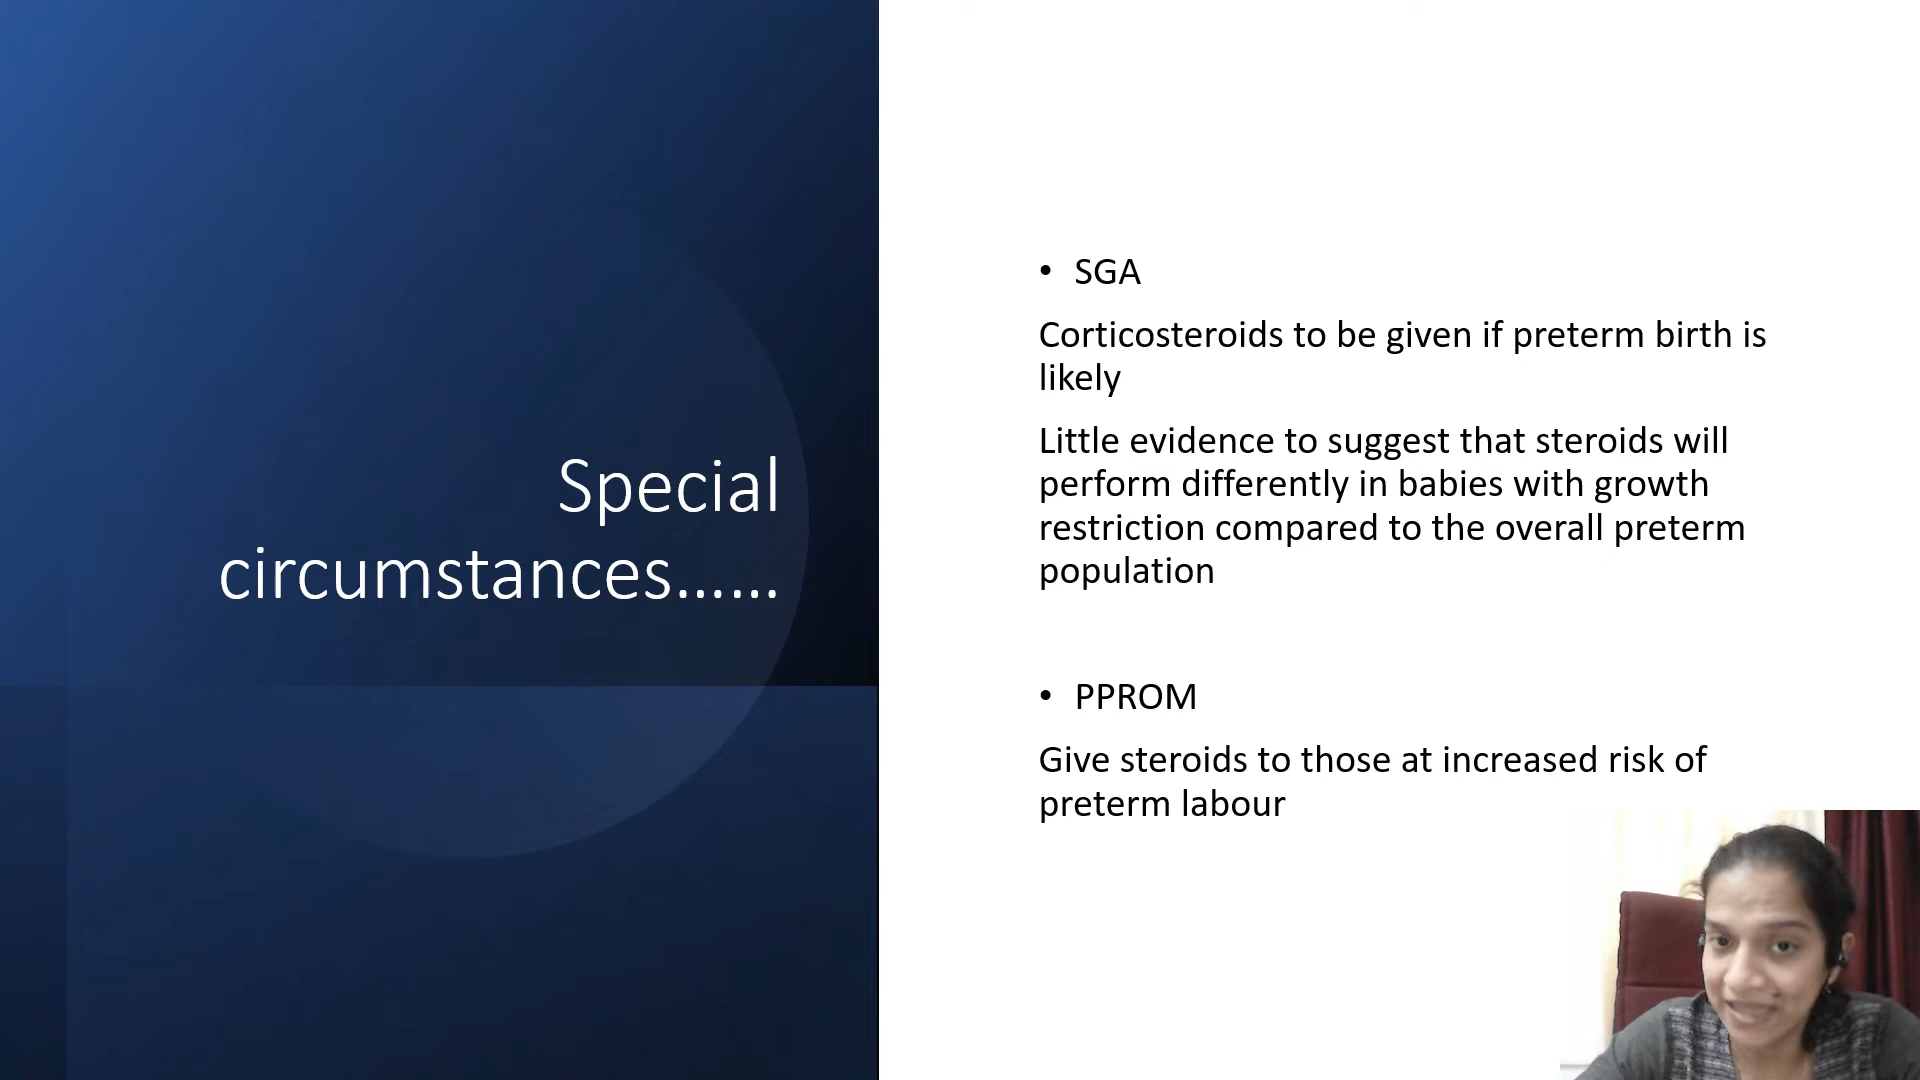 Special
circumstances......
• SGA
Corticosteroids to be given if preterm birth is
likely
Little evidence to suggest that steroids will
perform differently in babies with growth
restriction compared to the overall preterm
population
• PPROM
Give steroids to those at increased risk of
preterm labour